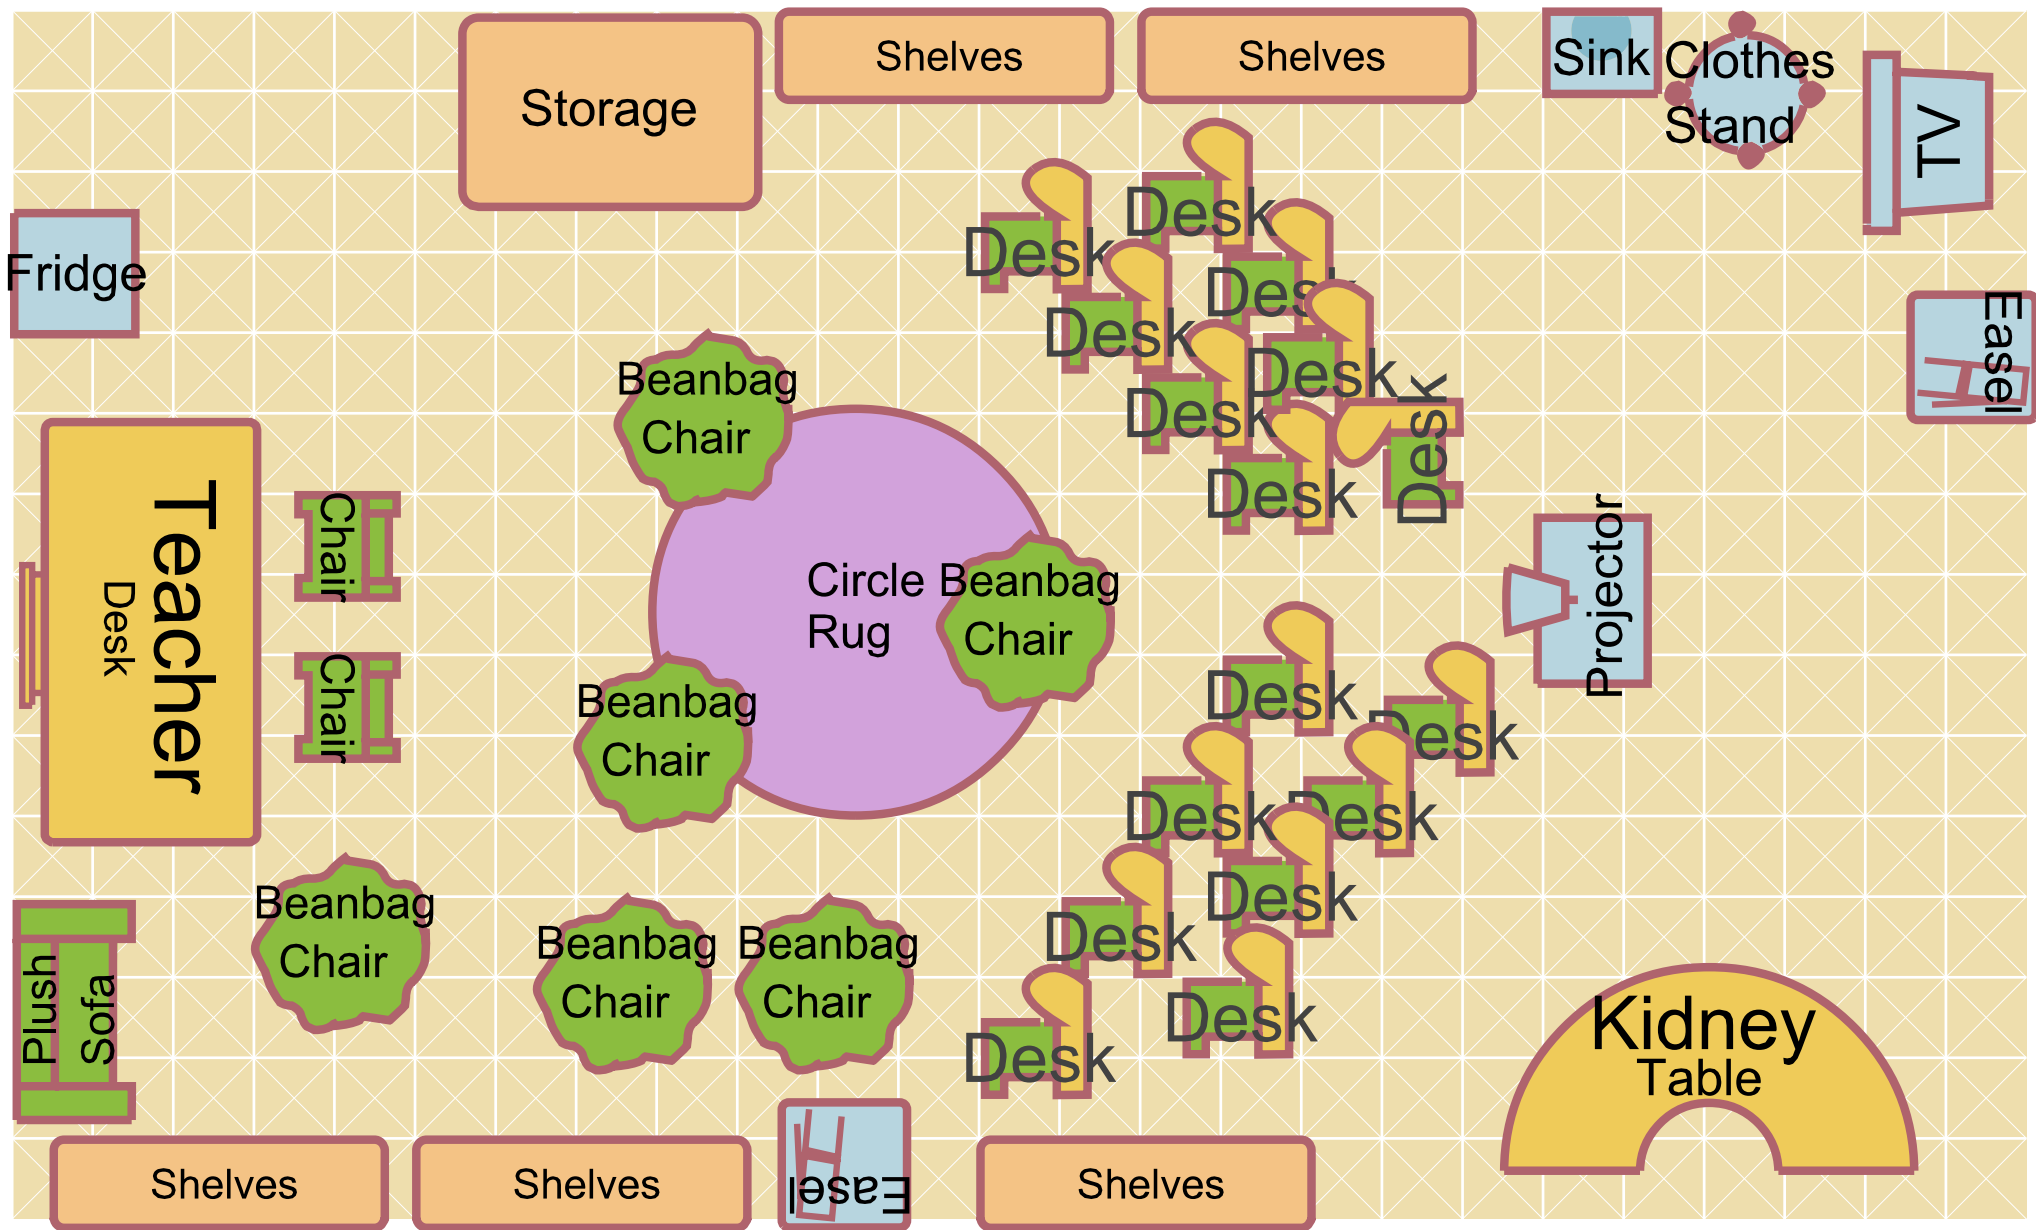 Storage
Shelves
Shelves
Sink
Clothes
Stand
TV
Fridge
Desk
Desk
Desk
Desk
Desk
Desk
Desk
Desk
Desk
Easel
Beanbag
Chair
Teacher
Desk
Chair
Chair
Circle
Rug
Beanbag
Chair
Beanbag
Chair
Projector
Desk
Desk
Desk
Desk
Desk
Desk
Desk
Desk
Beanbag
Chair
Beanbag
Chair
Beanbag
Chair
Plush
Sofa
Kidney
Table
Shelves
Shelves
Easel
Shelves